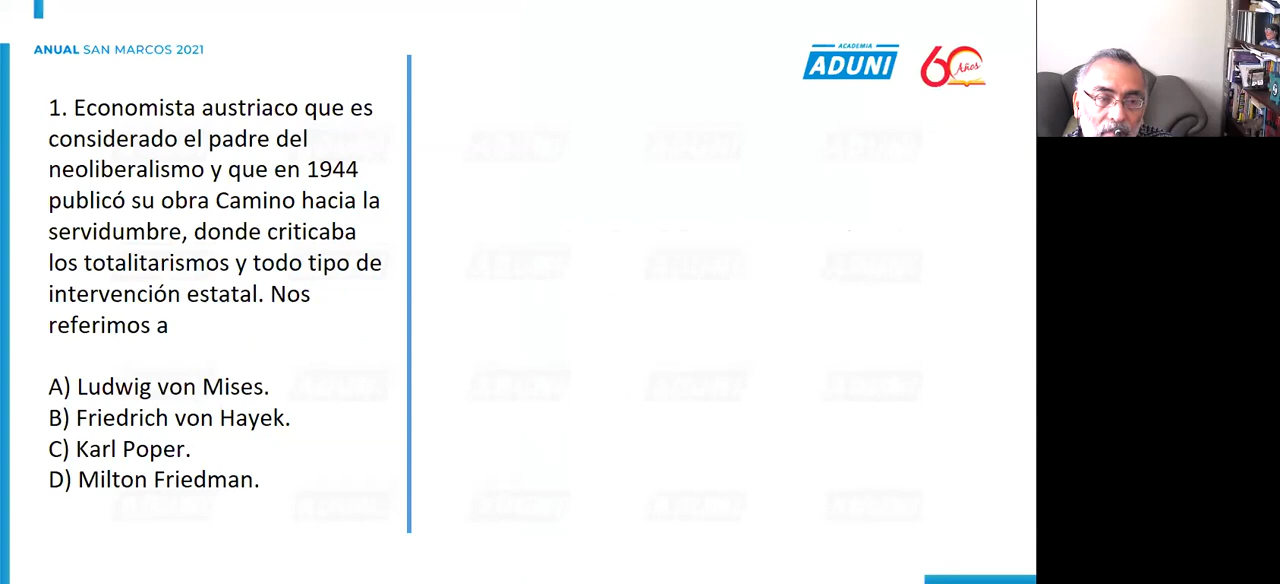 ANUAL SAN MARCOS 2021
ACADEMIA
ADUNI
60 Años
1. Economista austriaco que es
considerado el padre del
neoliberalismo y que en 1944
publicó su obra Camino hacia la
servidumbre, donde criticaba
los totalitarismos y todo tipo de
intervención estatal. Nos
referimos a
A) Ludwig von Mises.
B) Friedrich von Hayek.
C) Karl Poper.
D) Milton Friedman.